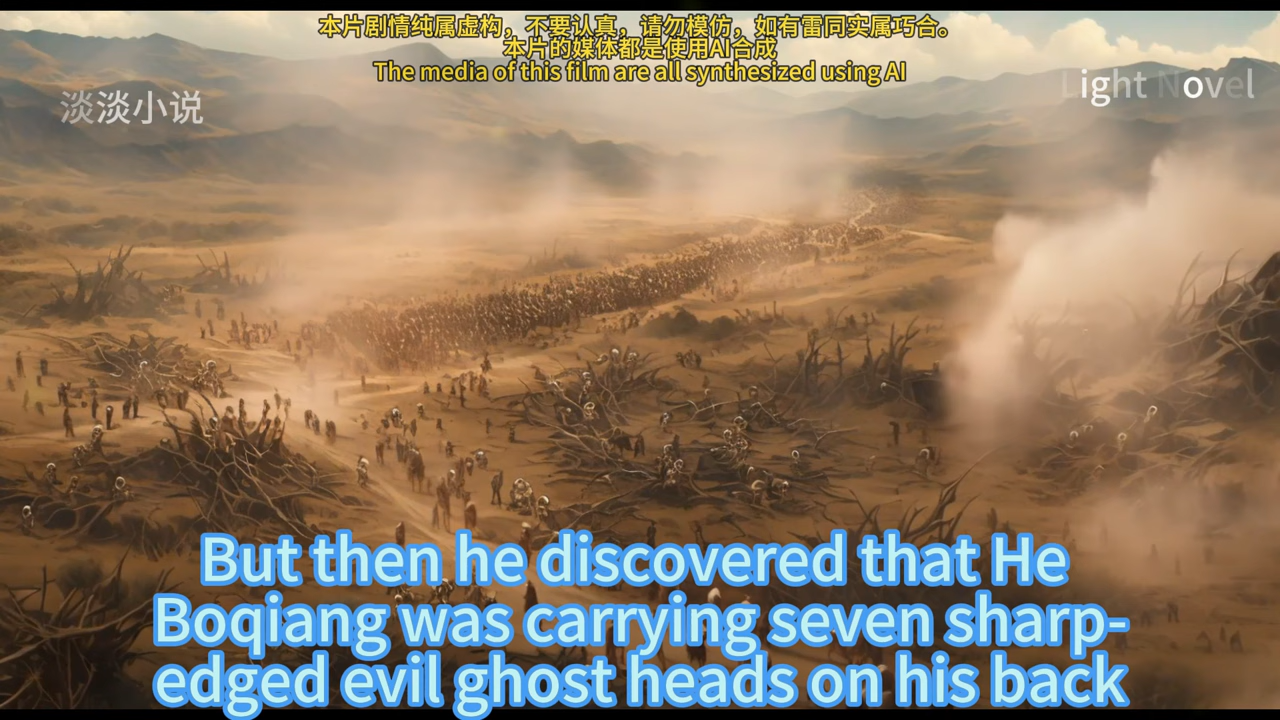 本片剧情纯属虚构，不要认真，请勿模仿，如有雷同实属巧合。
本片的媒体都是使用AI合成
The media of this film are all synthesized using AI
淡淡小说
Light Novel
But then he discovered that He
Boqiang was carrying seven sharp-
edged evil ghost heads on his back